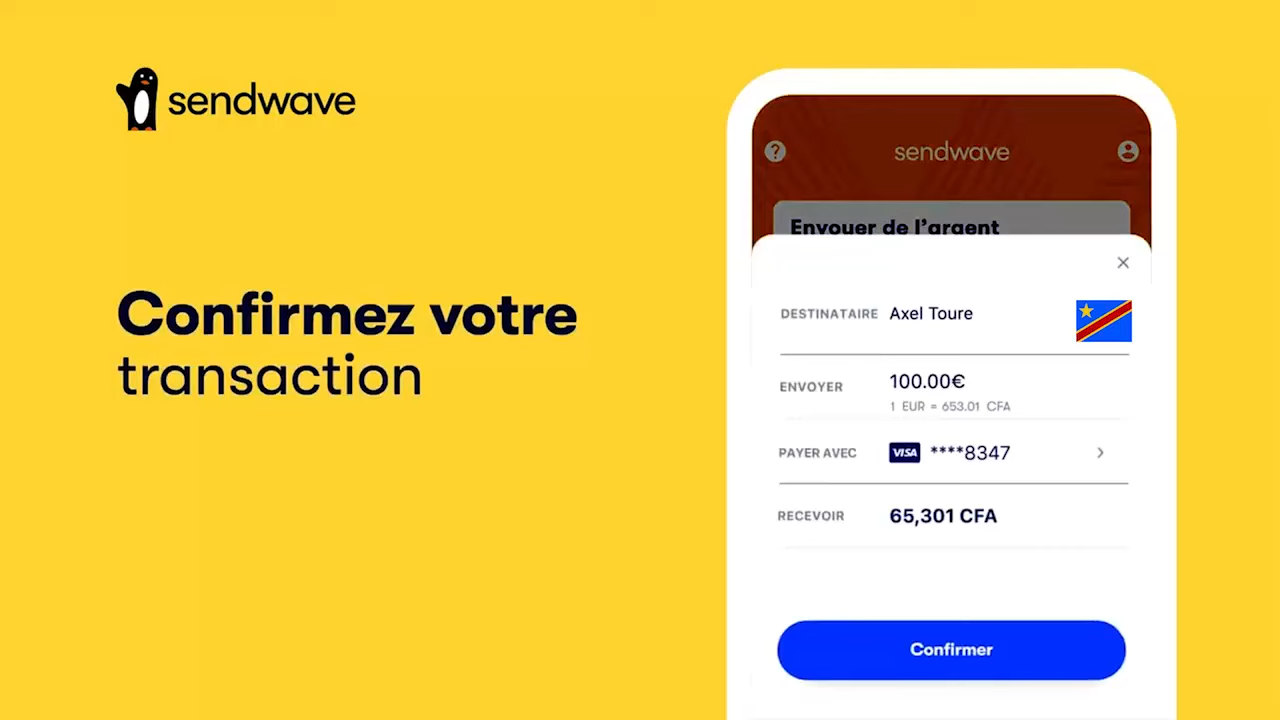 sendwave
Confirmez votre
transaction
?
sendwave
Envoyer de l'argent
DESTINATAIRE Axel Toure
ENVOYER 100.00€
1 EUR = 653.01 CFA
PAYER AVEC VISA ****8347
RECEVOIR 65,301 CFA
Confirmer